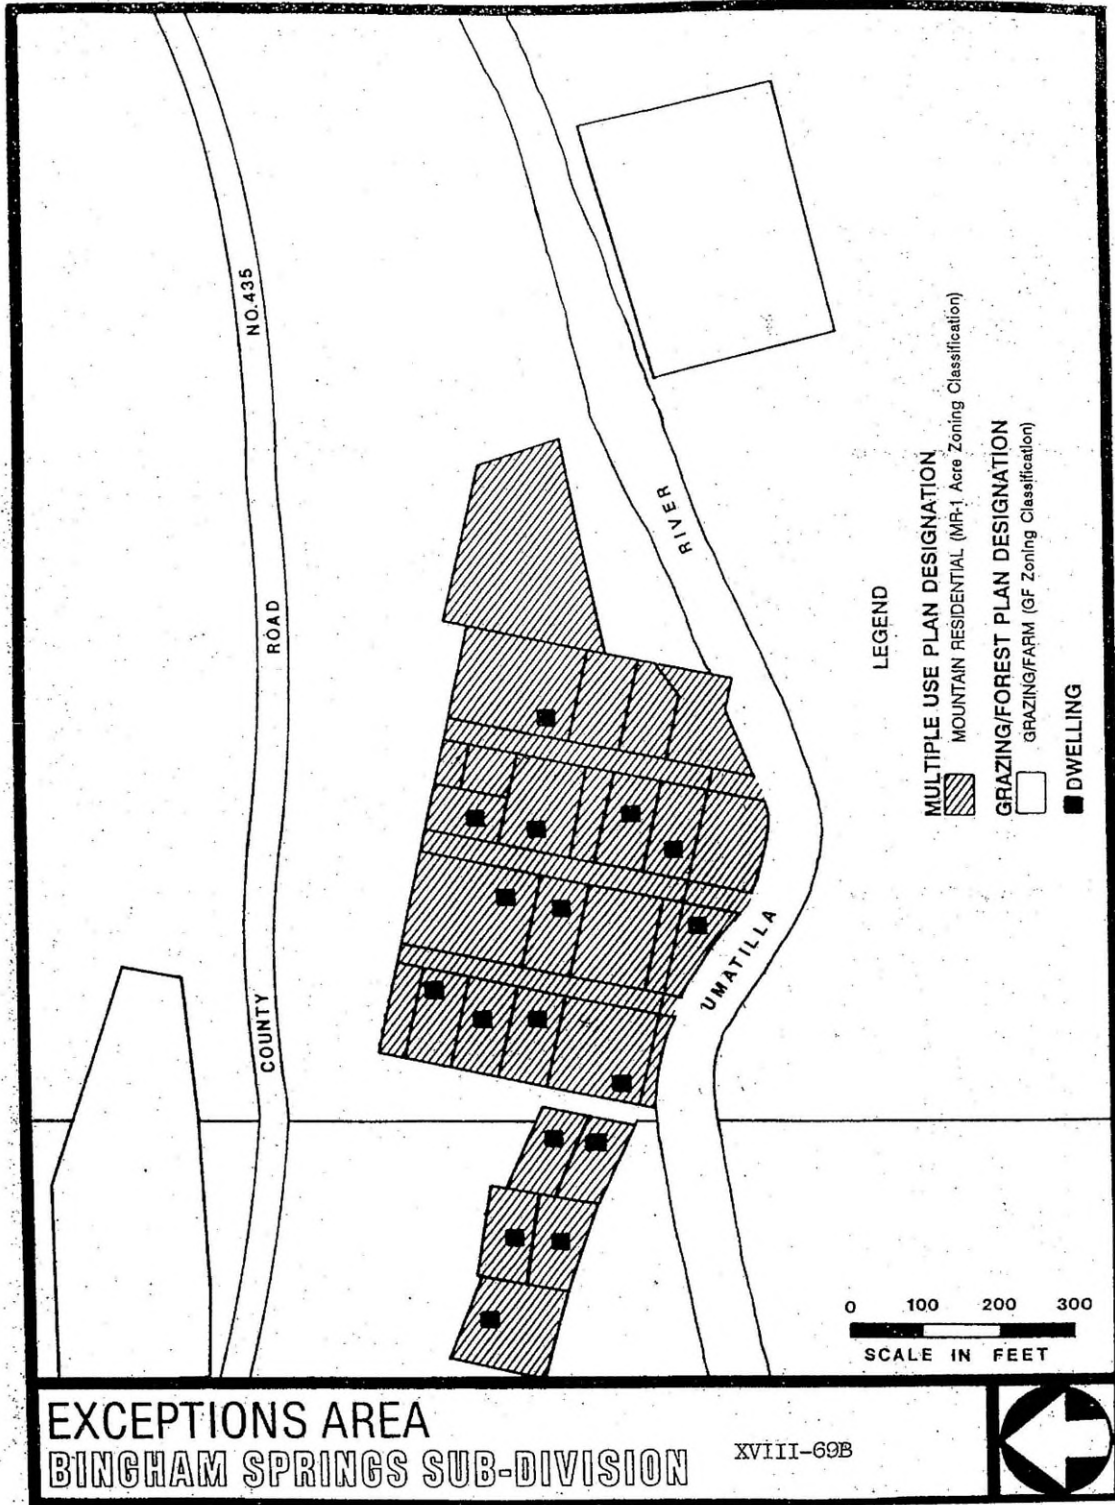 NO.435
ROAD
COUNTY
RIVER
UMATILLA
LEGEND
MULTIPLE USE PLAN DESIGNATION
MOUNTAIN RESIDENTIAL (MR-1 Acre Zoning Classification)
GRAZING/FOREST PLAN DESIGNATION
GRAZING/FARM (GF Zoning Classification)
DWELLING
0 100 200 300
SCALE IN FEET
EXCEPTIONS AREA
BINGHAM SPRINGS SUB-DIVISION
XVIII-69B